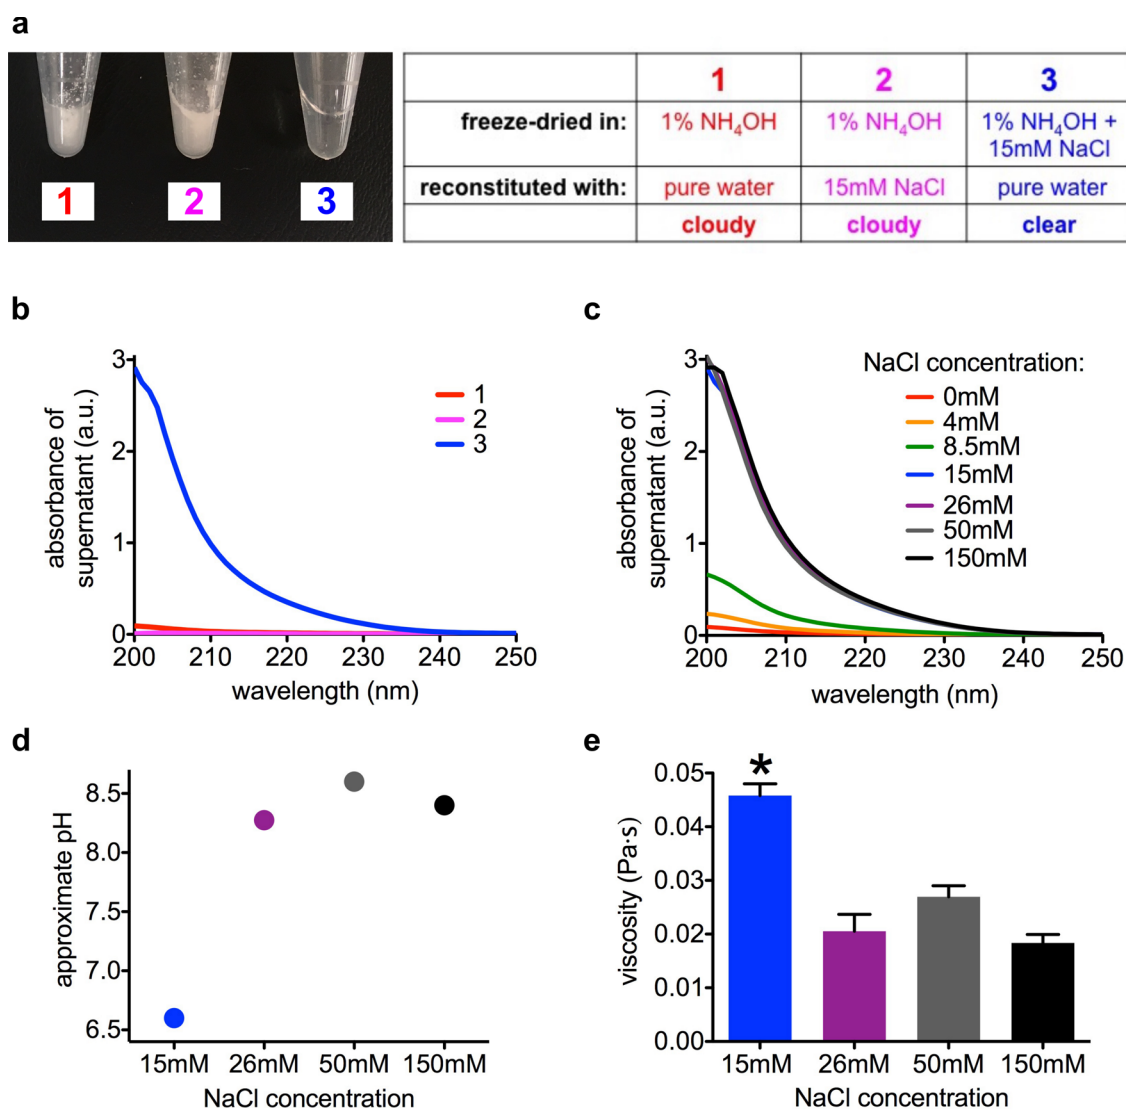 a
1 2 3
1 2 3
freeze-dried in: 1% NH₄OH 1% NH₄OH 1% NH₄OH +
15mM NaCl
reconstituted with: pure water 15mM NaCl pure water
cloudy cloudy clear
b
absorbance of
supernatant (a.u.)
3
2
1
0
200 210 220 230 240 250
wavelength (nm)
1
2
3
c
absorbance of
supernatant (a.u.)
3
2
1
0
200 210 220 230 240 250
wavelength (nm)
NaCl concentration:
0mM
4mM
8.5mM
15mM
26mM
50mM
150mM
d
approximate pH
8.5
8.0
7.5
7.0
6.5
15mM 26mM 50mM 150mM
NaCl concentration
e
viscosity (Pa·s)
0.05
0.04
0.03
0.02
0.01
0.00
*
15mM 26mM 50mM 150mM
NaCl concentration